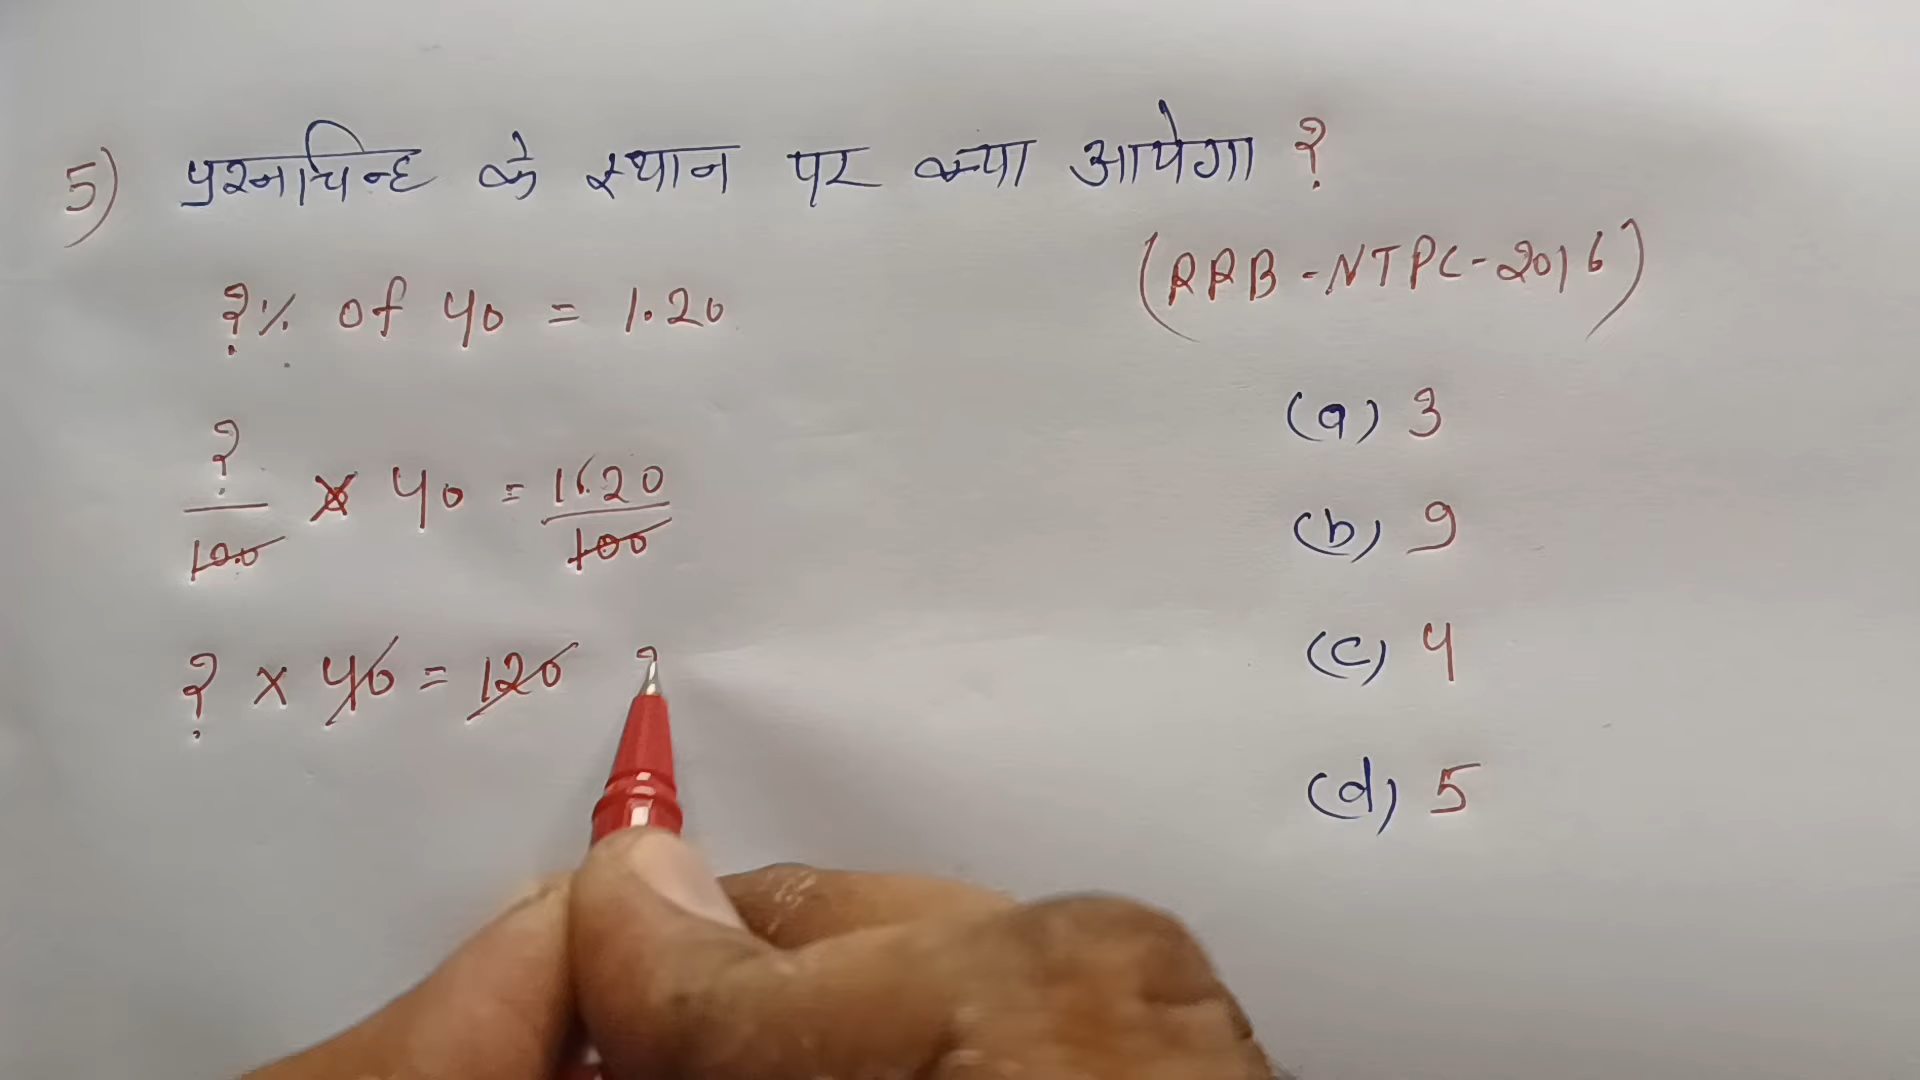 5) प्रश्नचिन्ह के स्थान पर क्या आयेगा ?
(RRB-NTPC-2016)
?% of 40 = 1.20
?/100 × 40 = 1.20/100
? × 40 = 120
(a) 3
(b) 9
(c) 4
(d) 5